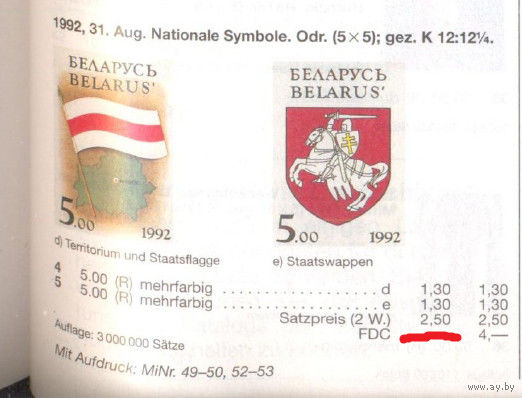 1992, 31. Aug. Nationale Symbole. Odr. (5×5); gez. K 12:12¼.
БЕЛАРУСЬ
BELARUS'
5.00 1992
БЕЛАРУСЬ
BELARUS'
5.00 1992
d) Territorium und Staatsflagge
e) Staatswappen
4 5.00 (R) mehrfarbig . . . . . . . . . . . . . . . . . . d 1,30 1,30
5 5.00 (R) mehrfarbig . . . . . . . . . . . . . . . . . . e 1,30 1,30
Satzpreis (2 W.) 2,50 2,50
FDC 4,—
Auflage: 3 000 000 Sätze
Mit Aufdruck: MiNr. 49–50, 52–53
www.ay.by